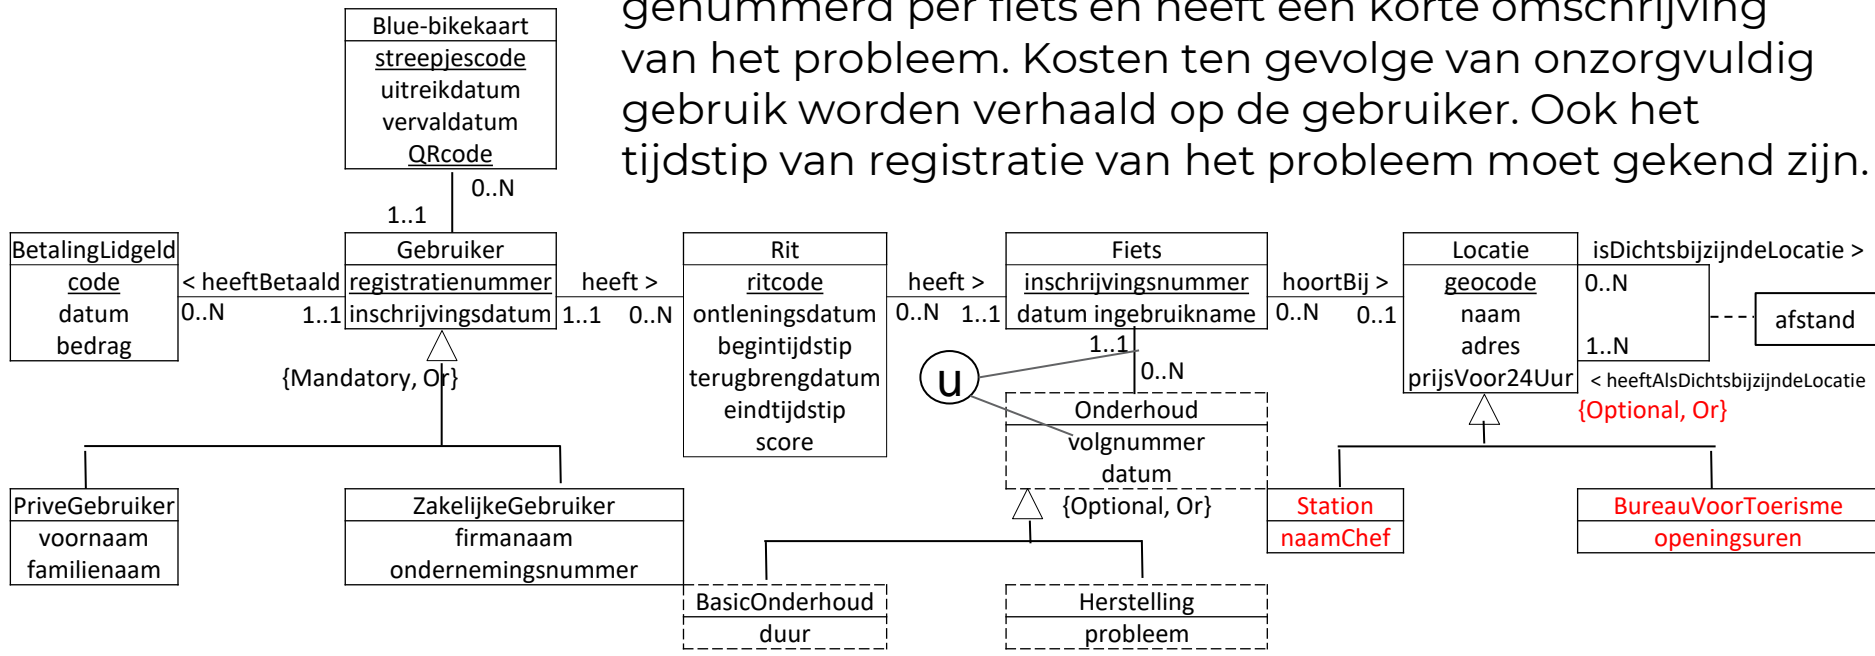 genummerd per fiets en heeft een korte omschrijving
van het probleem. Kosten ten gevolge van onzorgvuldig
gebruik worden verhaald op de gebruiker. Ook het
tijdstip van registratie van het probleem moet gekend zijn.
Blue-bikekaart
streepjescode
uitreikdatum
vervaldatum
QRcode
0..N
1..1
BetalingLidgeld
code
datum
bedrag
< heeftBetaald
0..N
1..1
Gebruiker
registratienummer
inschrijvingsdatum
{Mandatory, Or}
heeft >
1..1
0..N
Rit
ritcode
ontleningsdatum
begintijdstip
terugbrengdatum
eindtijdstip
score
heeft >
0..N
1..1
Fiets
inschrijvingsnummer
datum ingebruikname
hoortBij >
0..N
0..1
Locatie
geocode
naam
adres
prijsVoor24Uur
isDichtsbijzijndeLocatie >
0..N
afstand
1..N
< heeftAlsDichtsbijzijndeLocatie
{Optional, Or}
1..1
0..N
u
Onderhoud
volgnummer
datum
{Optional, Or}
PriveGebruiker
voornaam
familienaam
ZakelijkeGebruiker
firmanaam
ondernemingsnummer
BasicOnderhoud
duur
Herstelling
probleem
Station
naamChef
BureauVoorToerisme
openingsuren